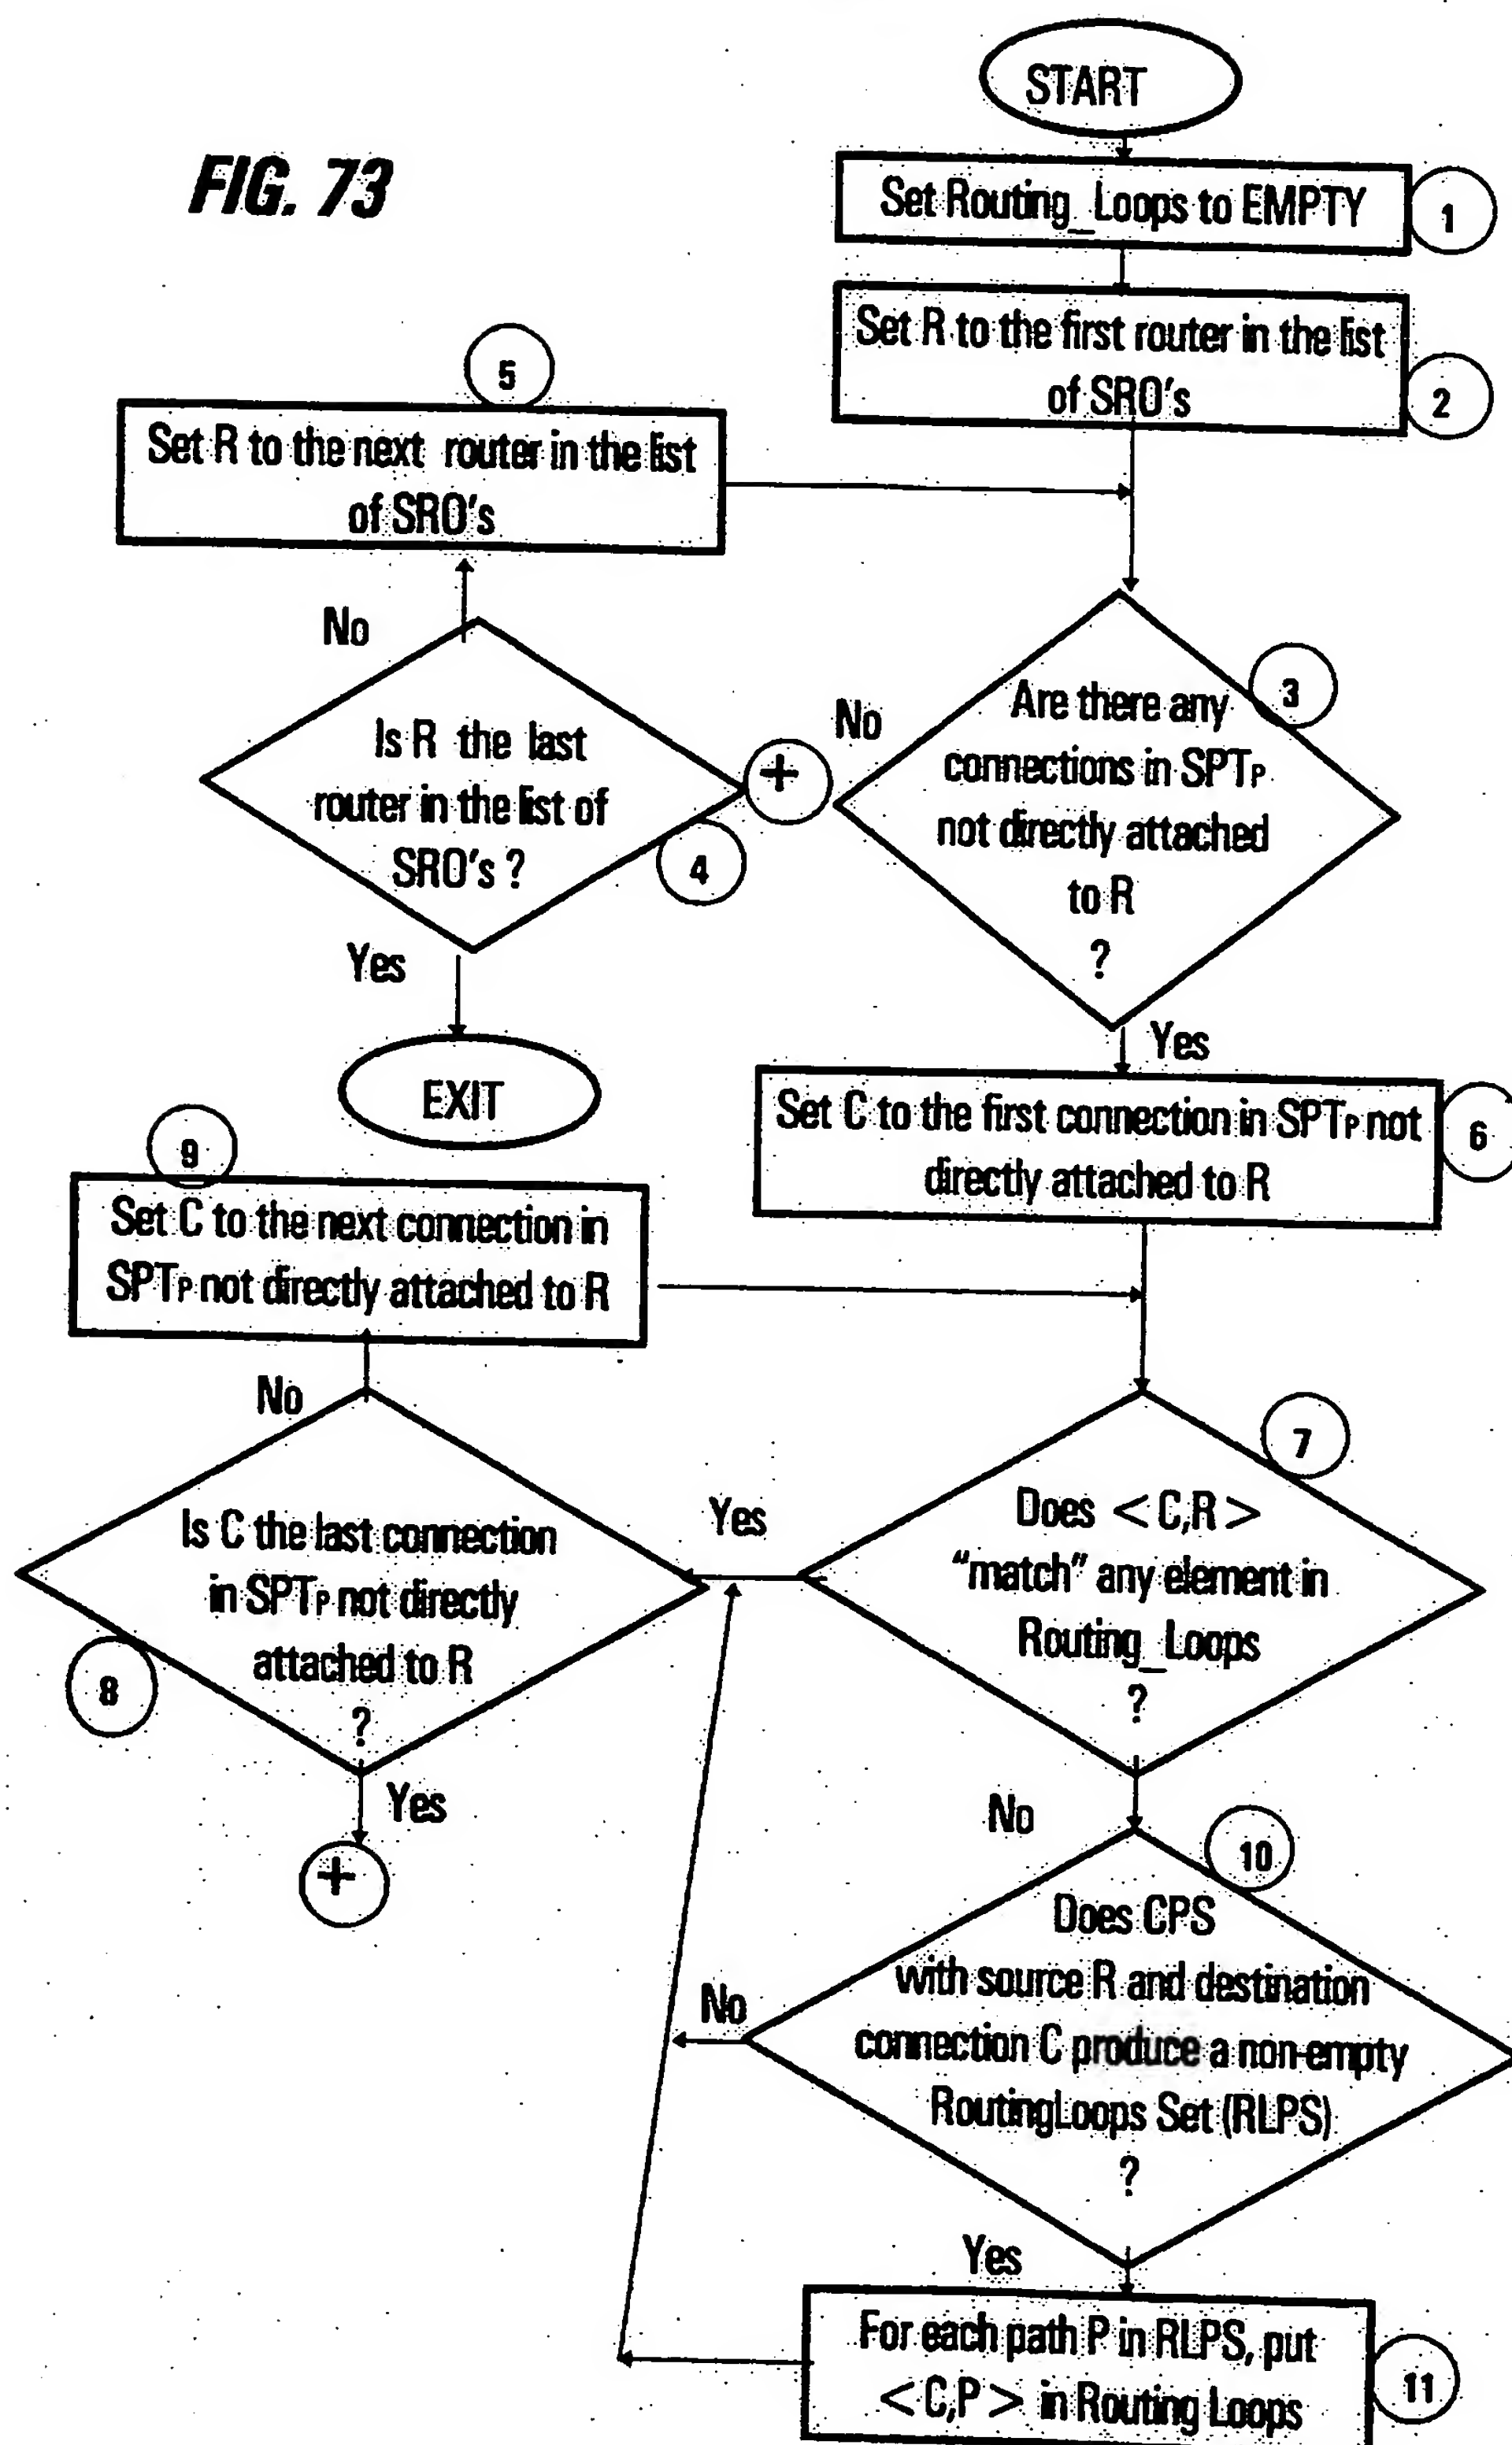 START
FIG. 73
Set Routing_Loops to EMPTY
1
Set R to the first router in the list
of SRO's
2
5
Set R to the next router in the list
of SRO's
No
Is R the last
router in the list of
SRO's ?
4
+
Yes
EXIT
No
3
Are there any
connections in SPTP
not directly attached
to R
?
Yes
Set C to the first connection in SPTP not
directly attached to R
6
9
Set C to the next connection in
SPTP not directly attached to R
No
Is C the last connection
in SPTP not directly
attached to R
?
8
Yes
+
Yes
7
Does <C,R>
"match" any element in
Routing_Loops
?
No
10
Does CPS
with source R and destination
connection C produce a non-empty
RoutingLoops Set (RLPS)
?
No
Yes
For each path P in RLPS, put
<C,P> in Routing Loops
11